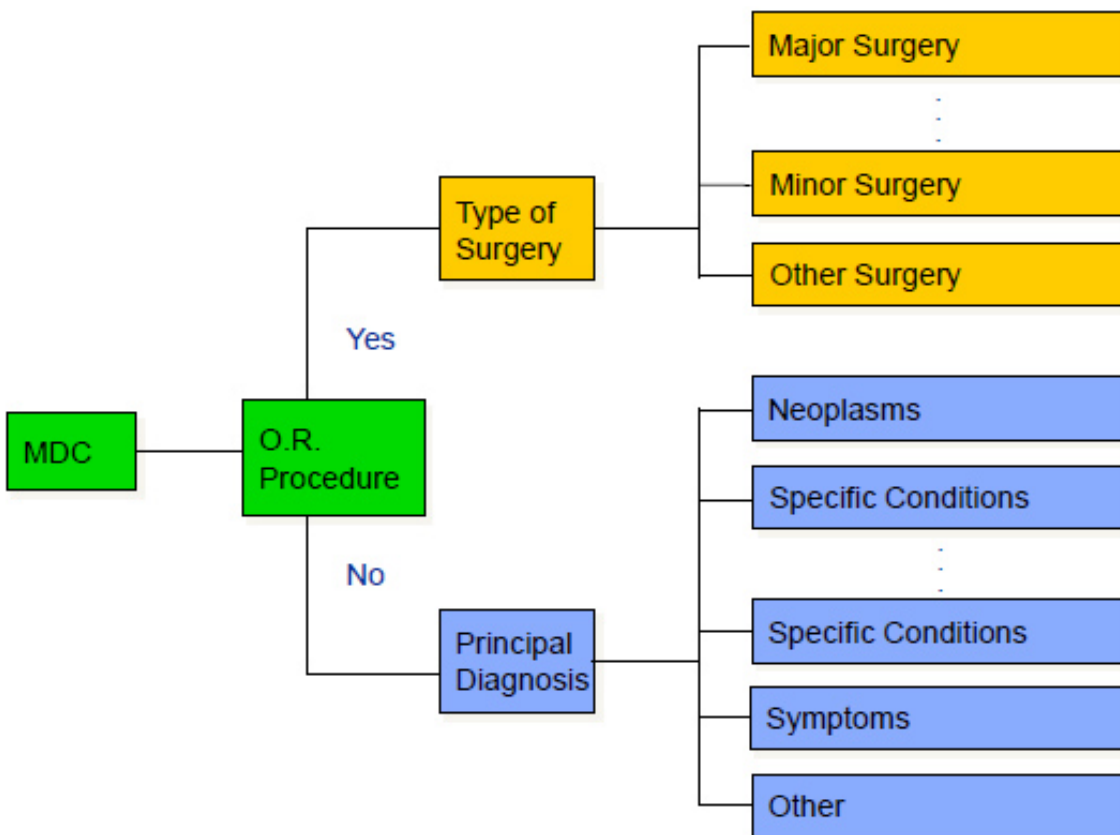 MDC
O.R.
Procedure
Yes
No
Type of
Surgery
Major Surgery
Minor Surgery
Other Surgery
Principal
Diagnosis
Neoplasms
Specific Conditions
Specific Conditions
Symptoms
Other